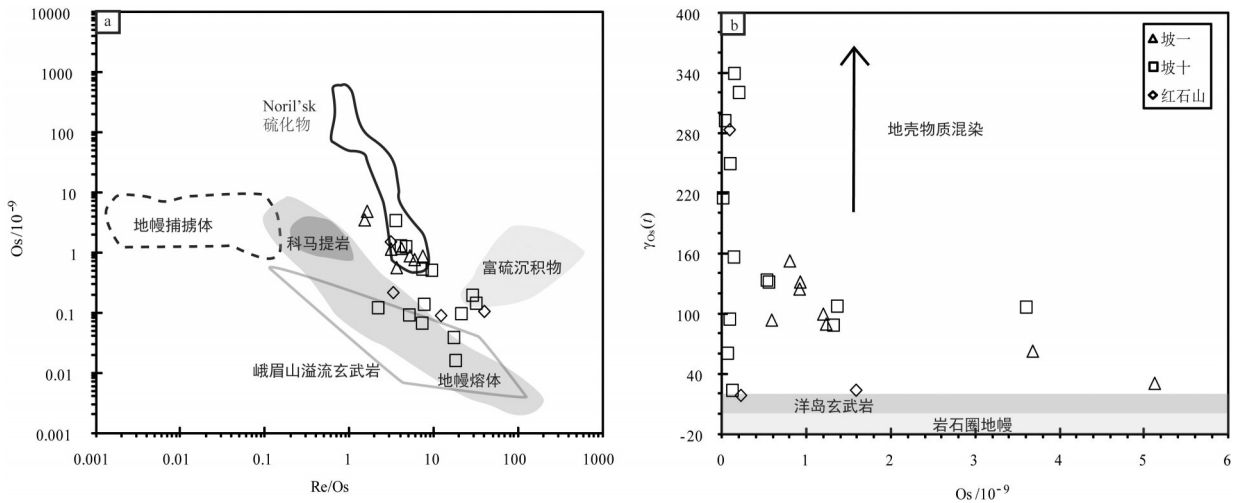 a
10000
1000
100
10
1
0.1
0.01
0.001
Os/10⁻⁹
Noril'sk
硫化物
地幔捕掳体
科马提岩
富硫沉积物
峨眉山溢流玄武岩
地幔熔体
0.001
0.01
0.1
1
10
100
1000
Re/Os
b
400
340
280
220
160
100
40
-20
γOs(t)
坡一
坡十
红石山
地壳物质混染
洋岛玄武岩
岩石圈地幔
0
1
2
3
4
5
6
Os/10⁻⁹